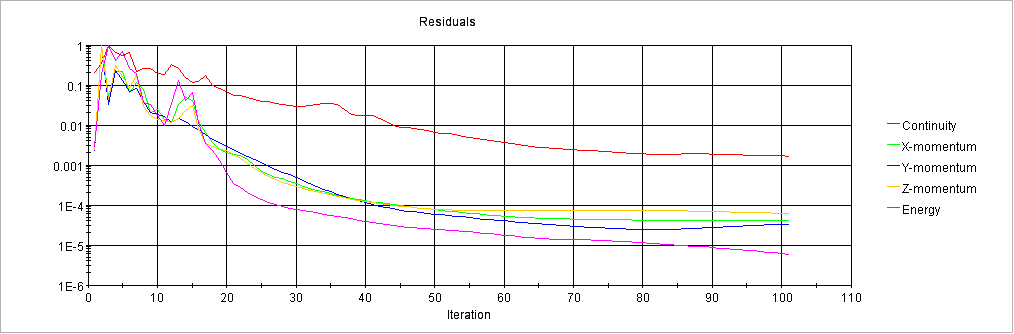 Residuals
1
0.1
0.01
0.001
1E-4
1E-5
1E-6
0 10 20 30 40 50 60 70 80 90 100 110
Iteration
Continuity
X-momentum
Y-momentum
Z-momentum
Energy